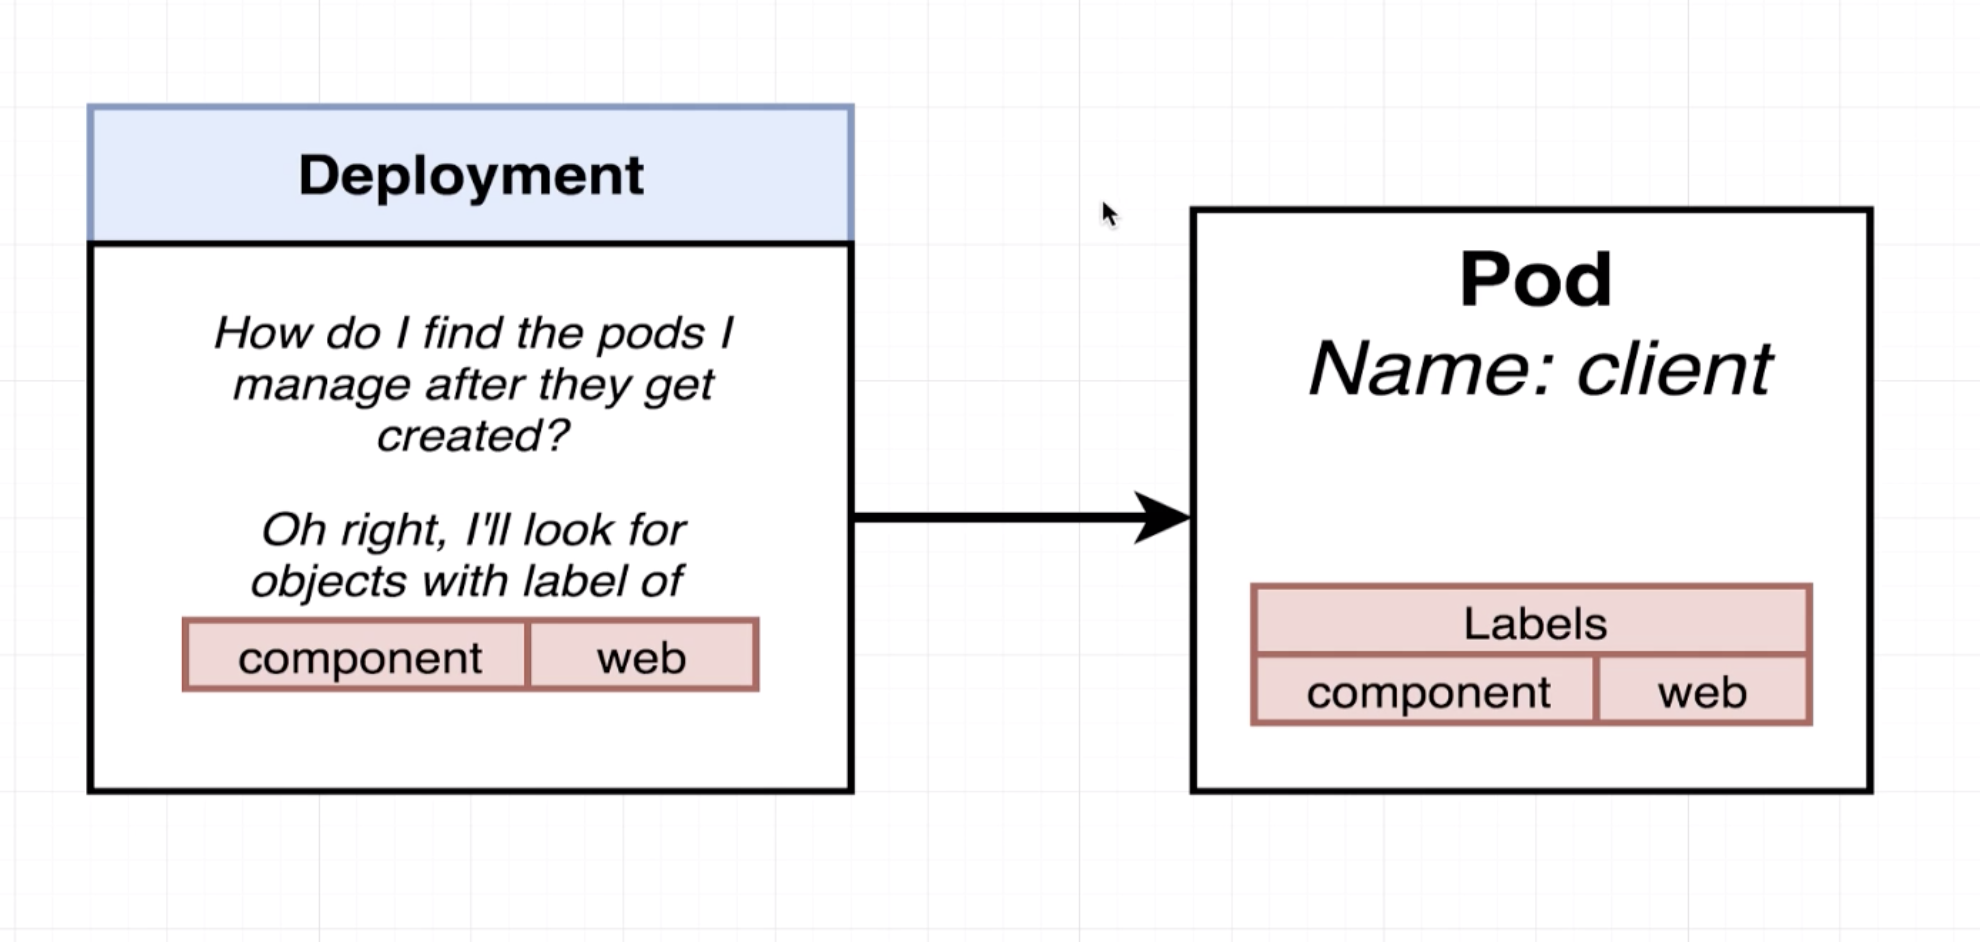 Deployment
How do I find the pods I
manage after they get
created?
Oh right, I'll look for
objects with label of
component web
Pod
Name: client
Labels
component web